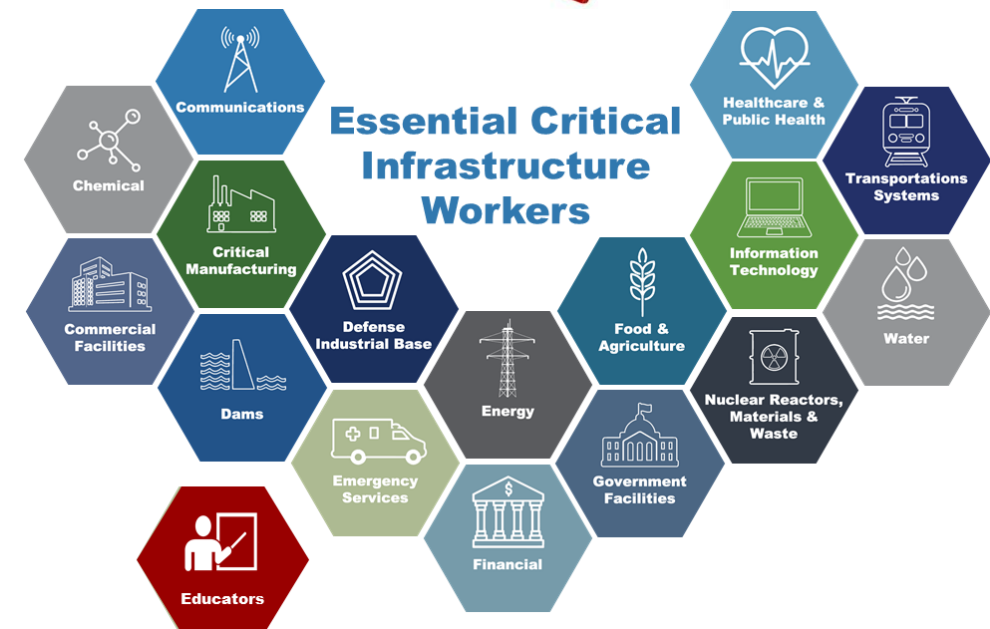 Essential Critical
Infrastructure
Workers
Communications
Chemical
Critical
Manufacturing
Commercial
Facilities
Dams
Defense
Industrial Base
Emergency
Services
Energy
$
Financial
Food &
Agriculture
Government
Facilities
Healthcare &
Public Health
Transportations
Systems
Information
Technology
Water
Nuclear Reactors,
Materials &
Waste
Educators